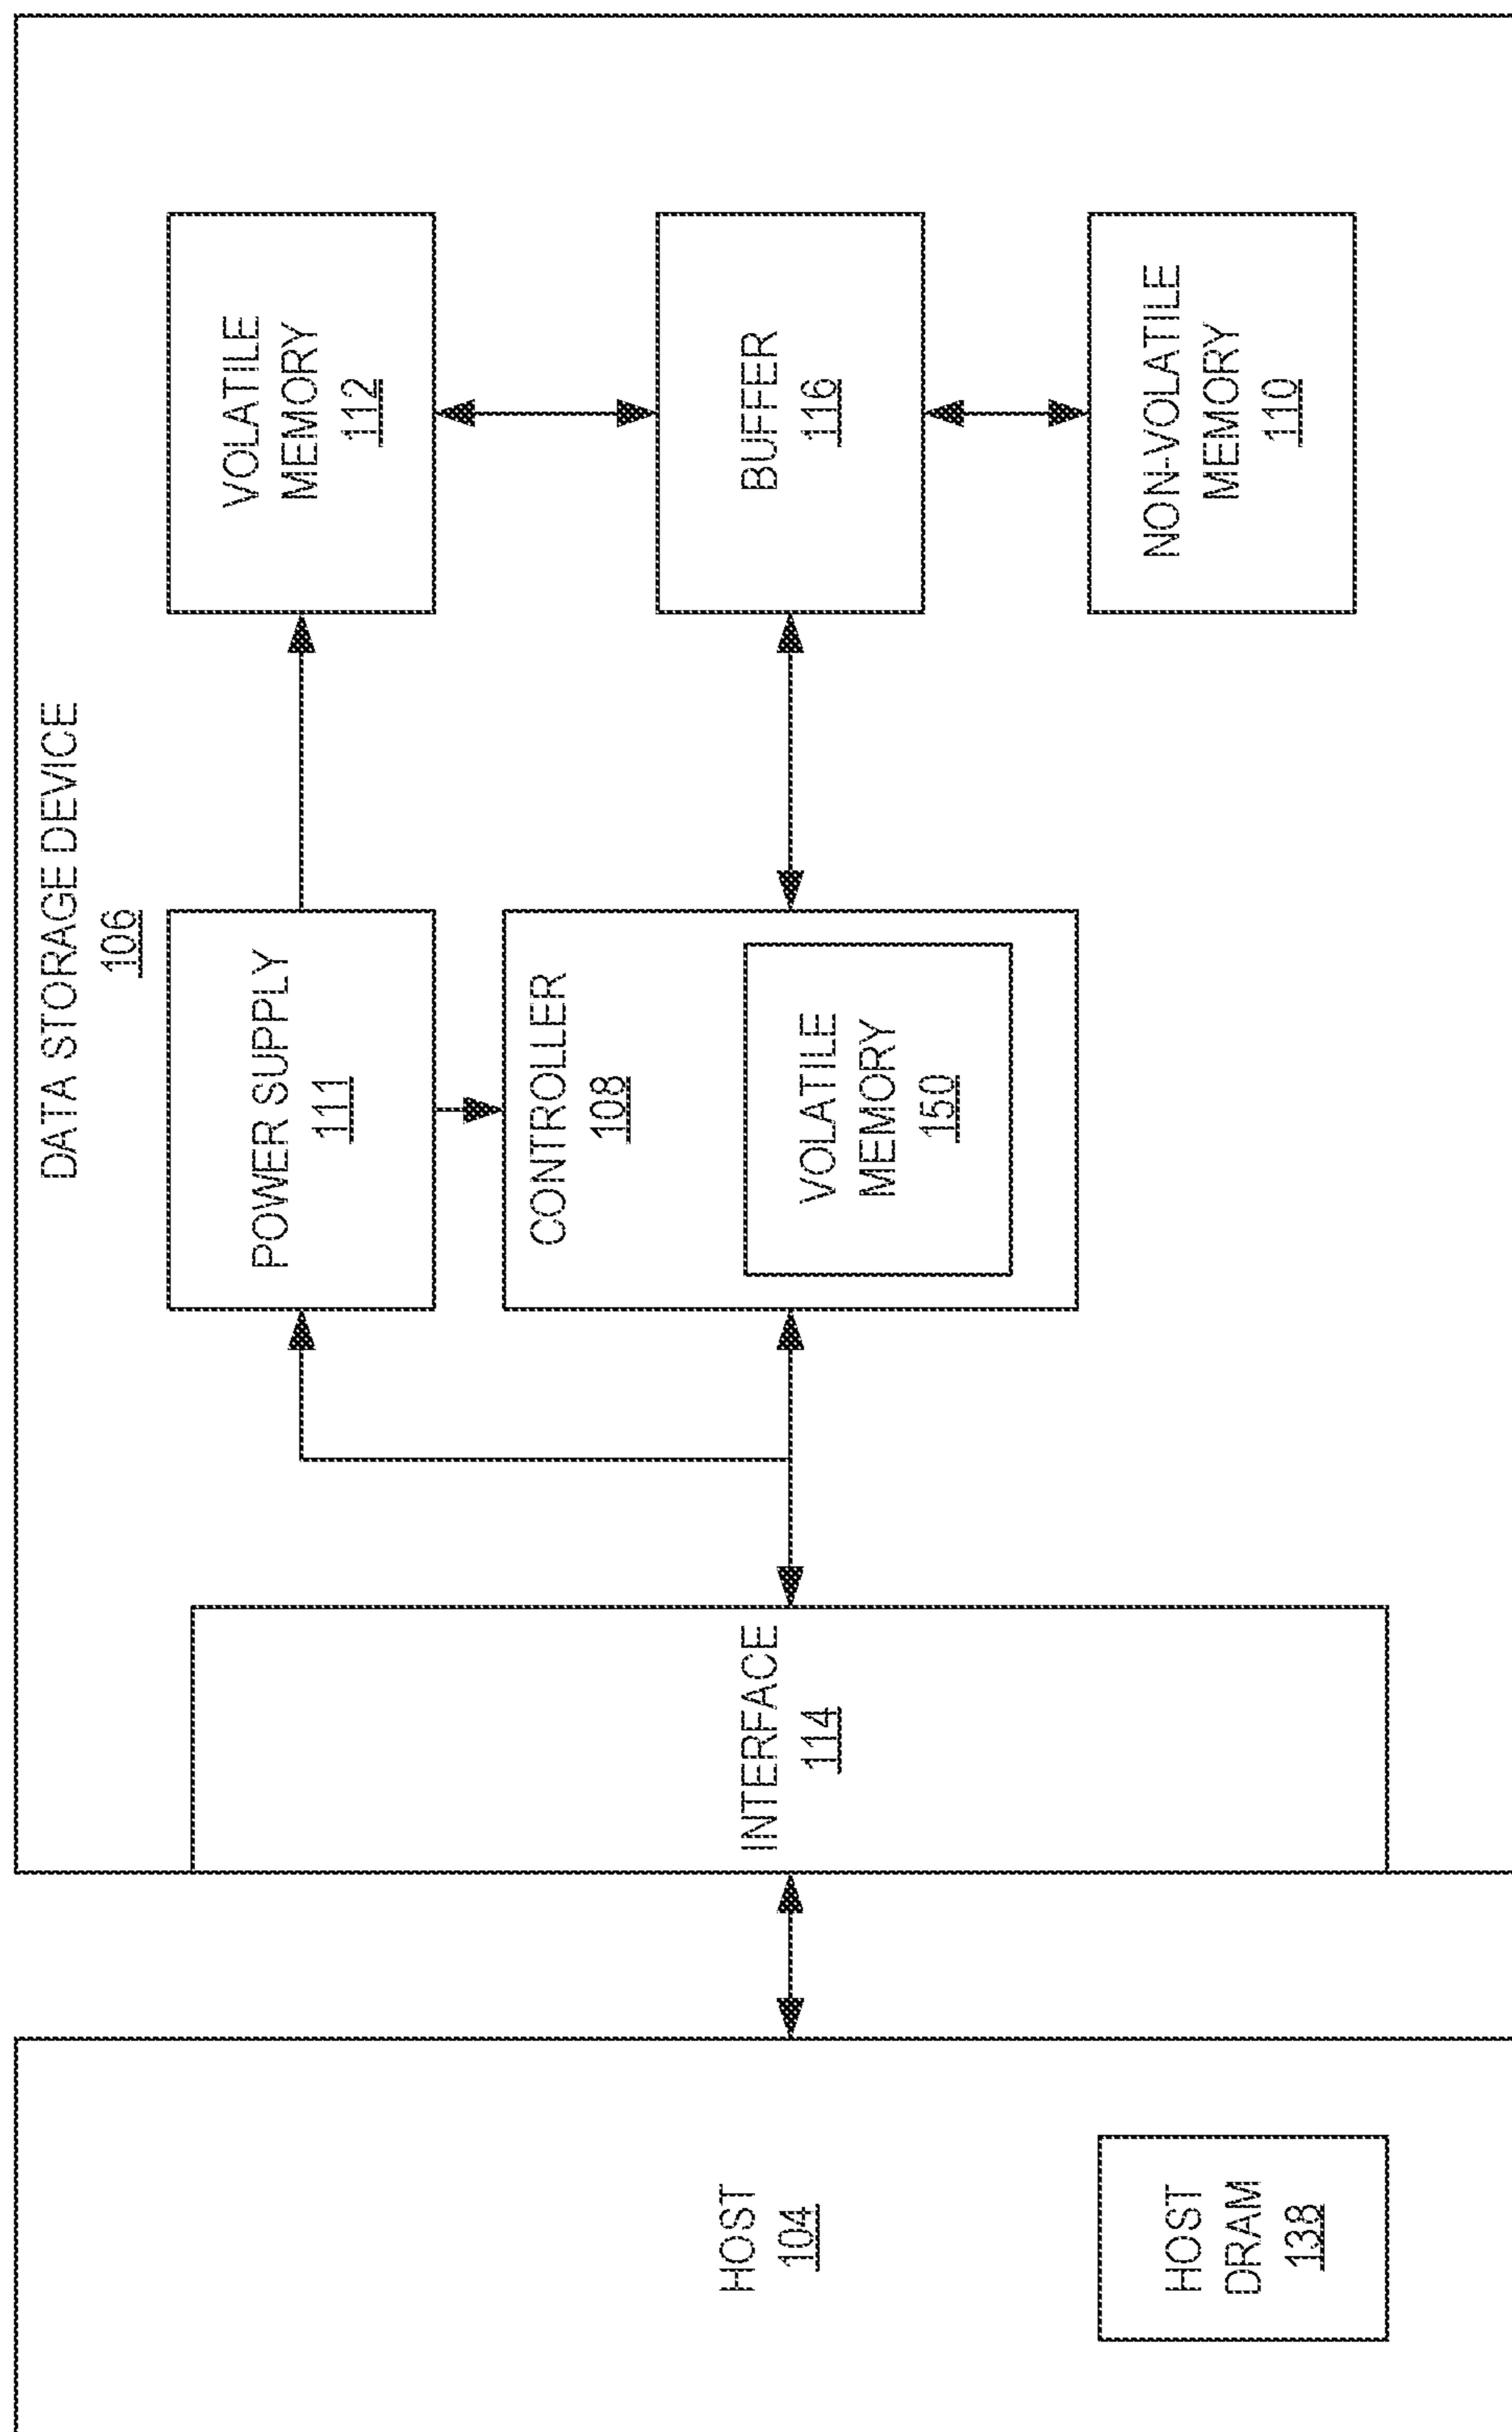 DATA STORAGE DEVICE
106
HOST
104
HOST
DRAM
138
INTERFACE
114
POWER SUPPLY
111
CONTROLLER
108
VOLATILE
MEMORY
150
VOLATILE
MEMORY
112
BUFFER
116
NON-VOLATILE
MEMORY
110